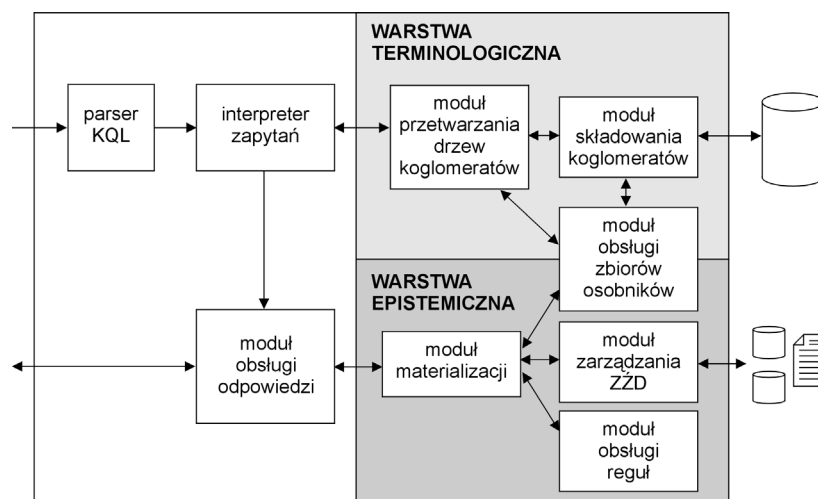 WARSTWA
TERMINOLOGICZNA
parser
KQL
interpreter
zapytań
moduł
przetwarzania
drzew
koglomeratów
moduł
składowania
koglomeratów
moduł
obsługi
zbiorów
osobników
WARSTWA
EPISTEMICZNA
moduł
obsługi
odpowiedzi
moduł
materializacji
moduł
zarządzania
ZŹD
moduł
obsługi
reguł